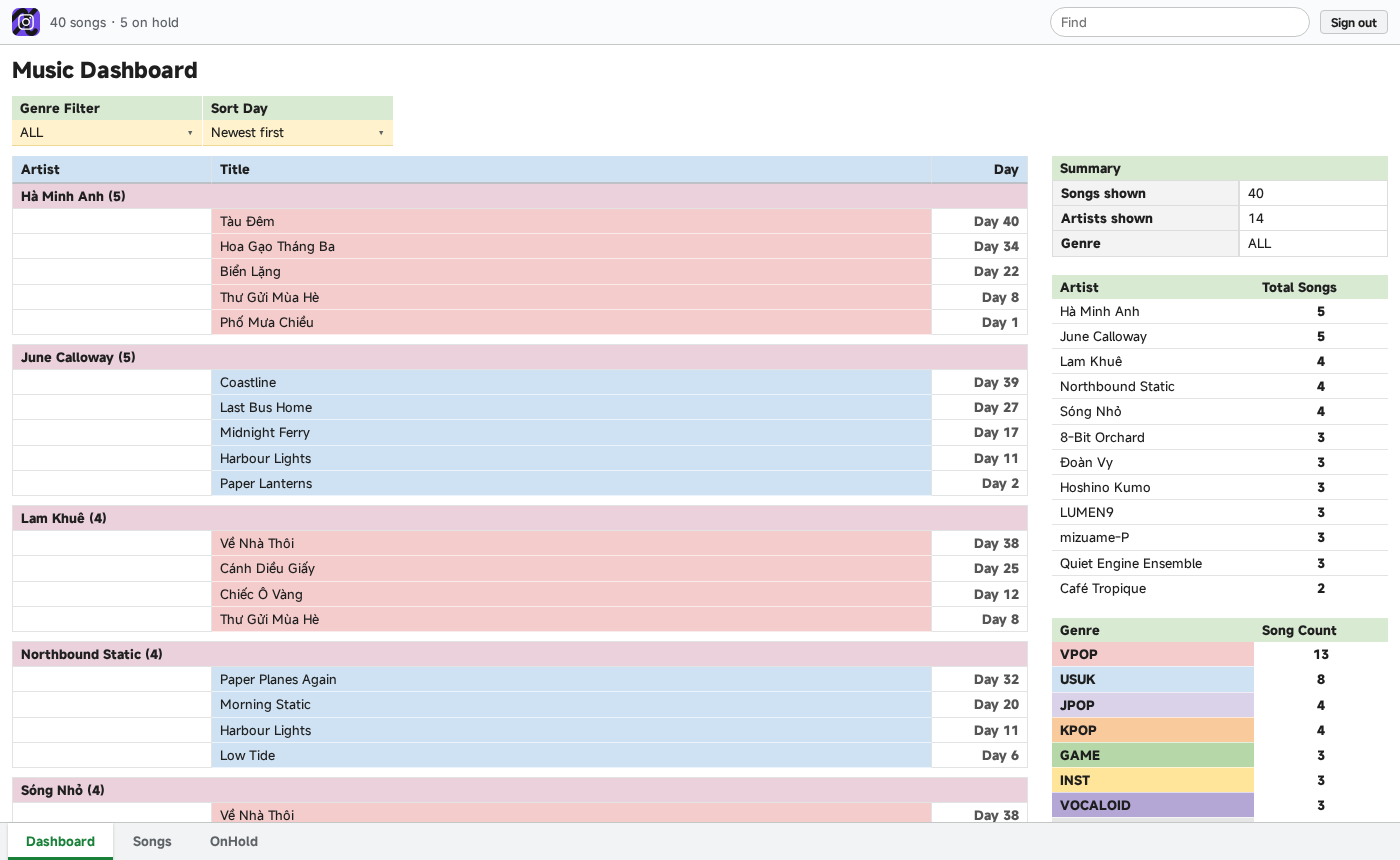 40 songs · 5 on hold
Find
Sign out
Music Dashboard
Genre Filter Sort Day
ALL Newest first
Artist Title Day
Hà Minh Anh (5)
Tàu Đêm Day 40
Hoa Gạo Tháng Ba Day 34
Biển Lặng Day 22
Thư Gửi Mùa Hè Day 8
Phố Mưa Chiều Day 1
June Calloway (5)
Coastline Day 39
Last Bus Home Day 27
Midnight Ferry Day 17
Harbour Lights Day 11
Paper Lanterns Day 2
Lam Khuê (4)
Về Nhà Thôi Day 38
Cánh Diều Giấy Day 25
Chiếc Ô Vàng Day 12
Thư Gửi Mùa Hè Day 8
Northbound Static (4)
Paper Planes Again Day 32
Morning Static Day 20
Harbour Lights Day 11
Low Tide Day 6
Sóng Nhỏ (4)
Về Nhà Thôi Day 38
Summary
Songs shown 40
Artists shown 14
Genre ALL
Artist Total Songs
Hà Minh Anh 5
June Calloway 5
Lam Khuê 4
Northbound Static 4
Sóng Nhỏ 4
8-Bit Orchard 3
Đoàn Vy 3
Hoshino Kumo 3
LUMEN9 3
mizuame-P 3
Quiet Engine Ensemble 3
Café Tropique 2
Genre Song Count
VPOP 13
USUK 8
JPOP 4
KPOP 4
GAME 3
INST 3
VOCALOID 3
Dashboard Songs OnHold